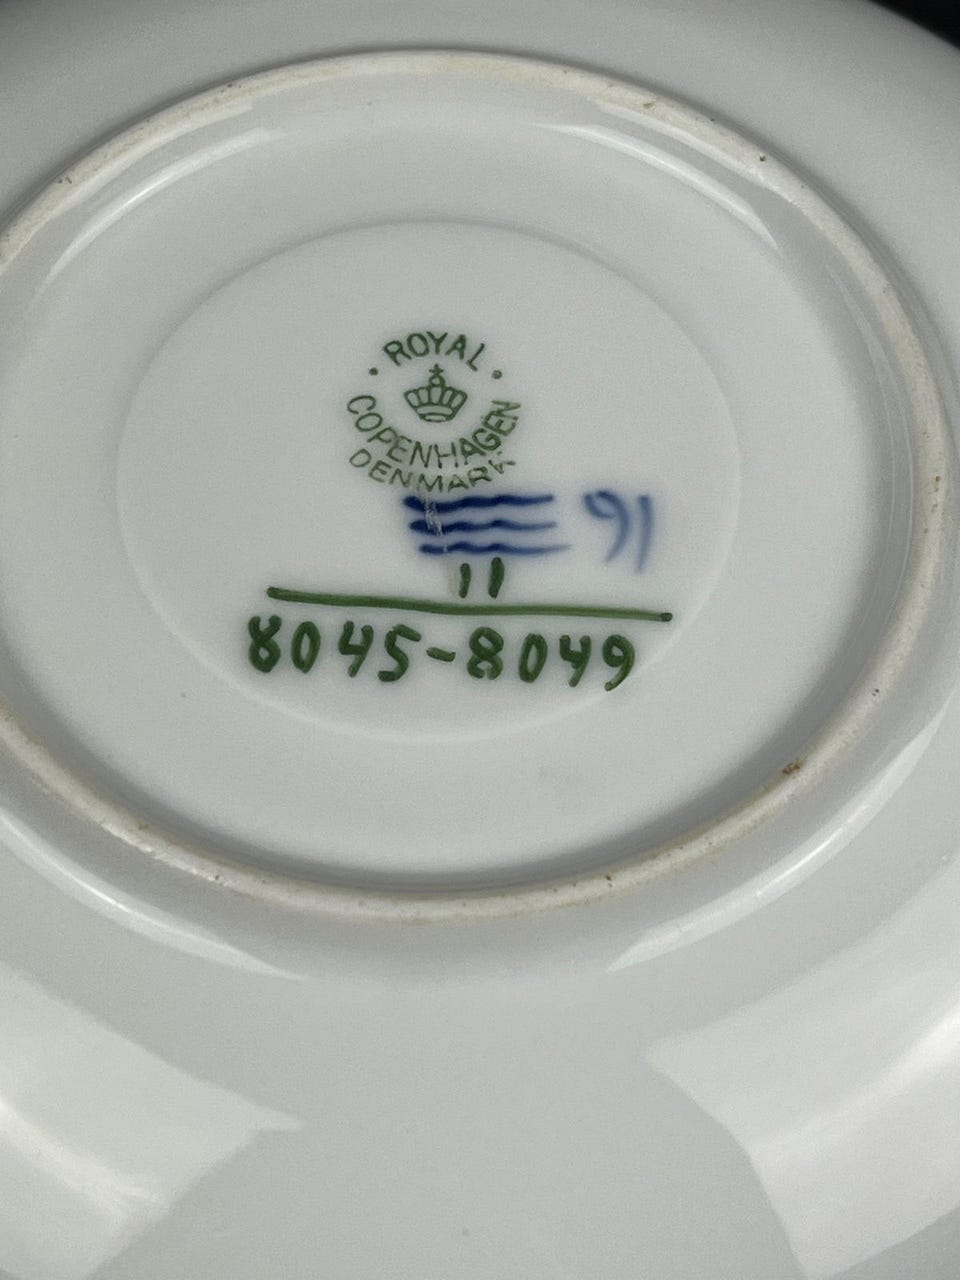 ROYAL
COPENHAGEN
DENMARK
91
11
8045-8049